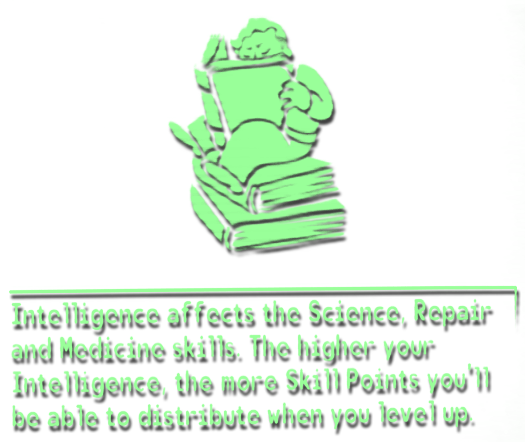 Intelligence affects the Science, Repair
and Medicine skills. The higher your
Intelligence, the more Skill Points you'll
be able to distribute when you level up.